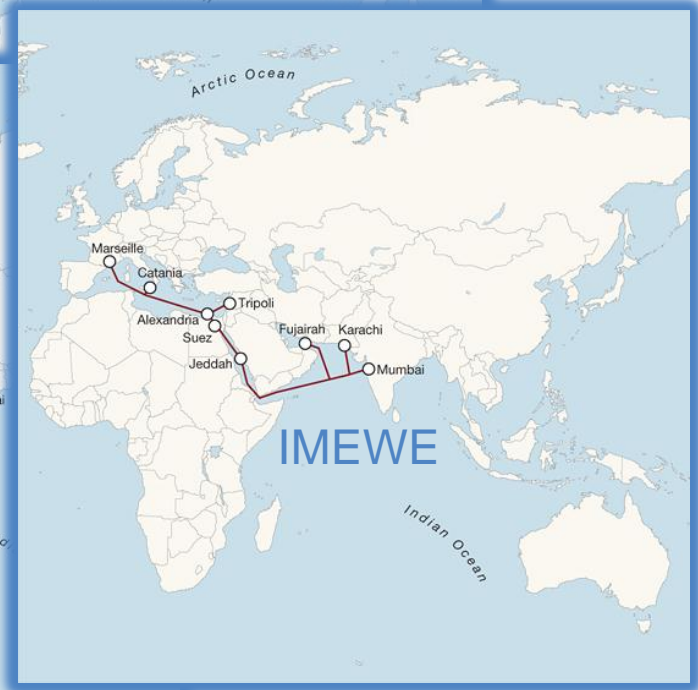 Arctic Ocean
Marseille
Catania
Tripoli
Alexandria
Suez
Fujairah
Karachi
Jeddah
Mumbai
IMEWE
Indian Ocean